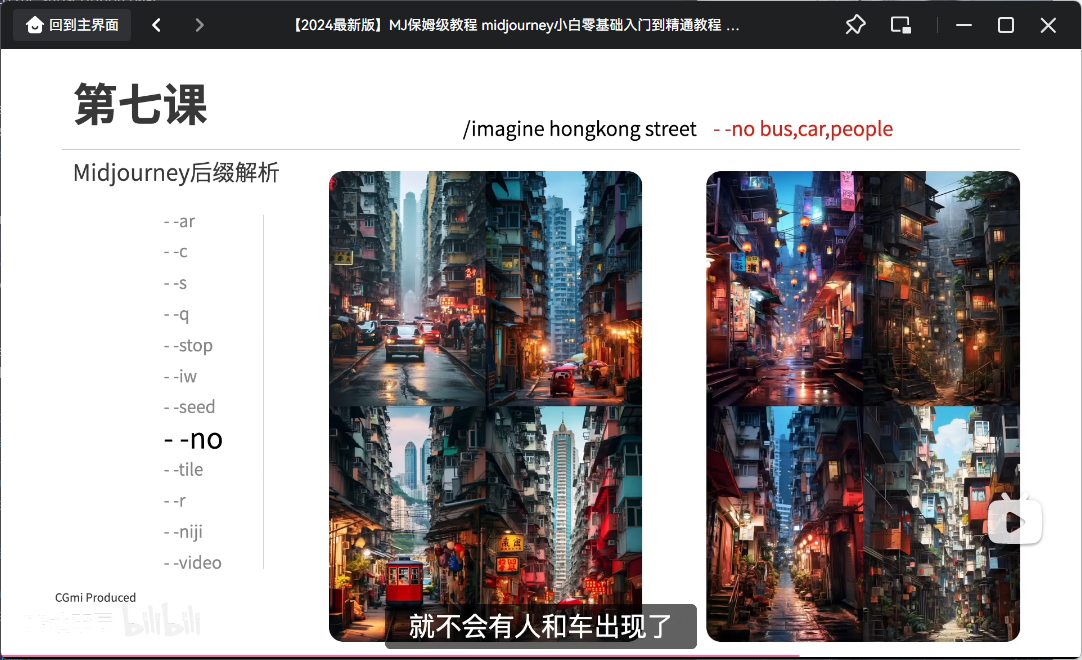 回到主界面
【2024最新版】MJ保姆级教程 midjourney小白零基础入门到精通教程 ...
第七课
/imagine hongkong street - -no bus,car,people
Midjourney后缀解析
- -ar
- -c
- -s
- -q
- -stop
- -iw
- -seed
- -no
- -tile
- -r
- -niji
- -video
CGmi Produced
bilibili
就不会有人和车出现了